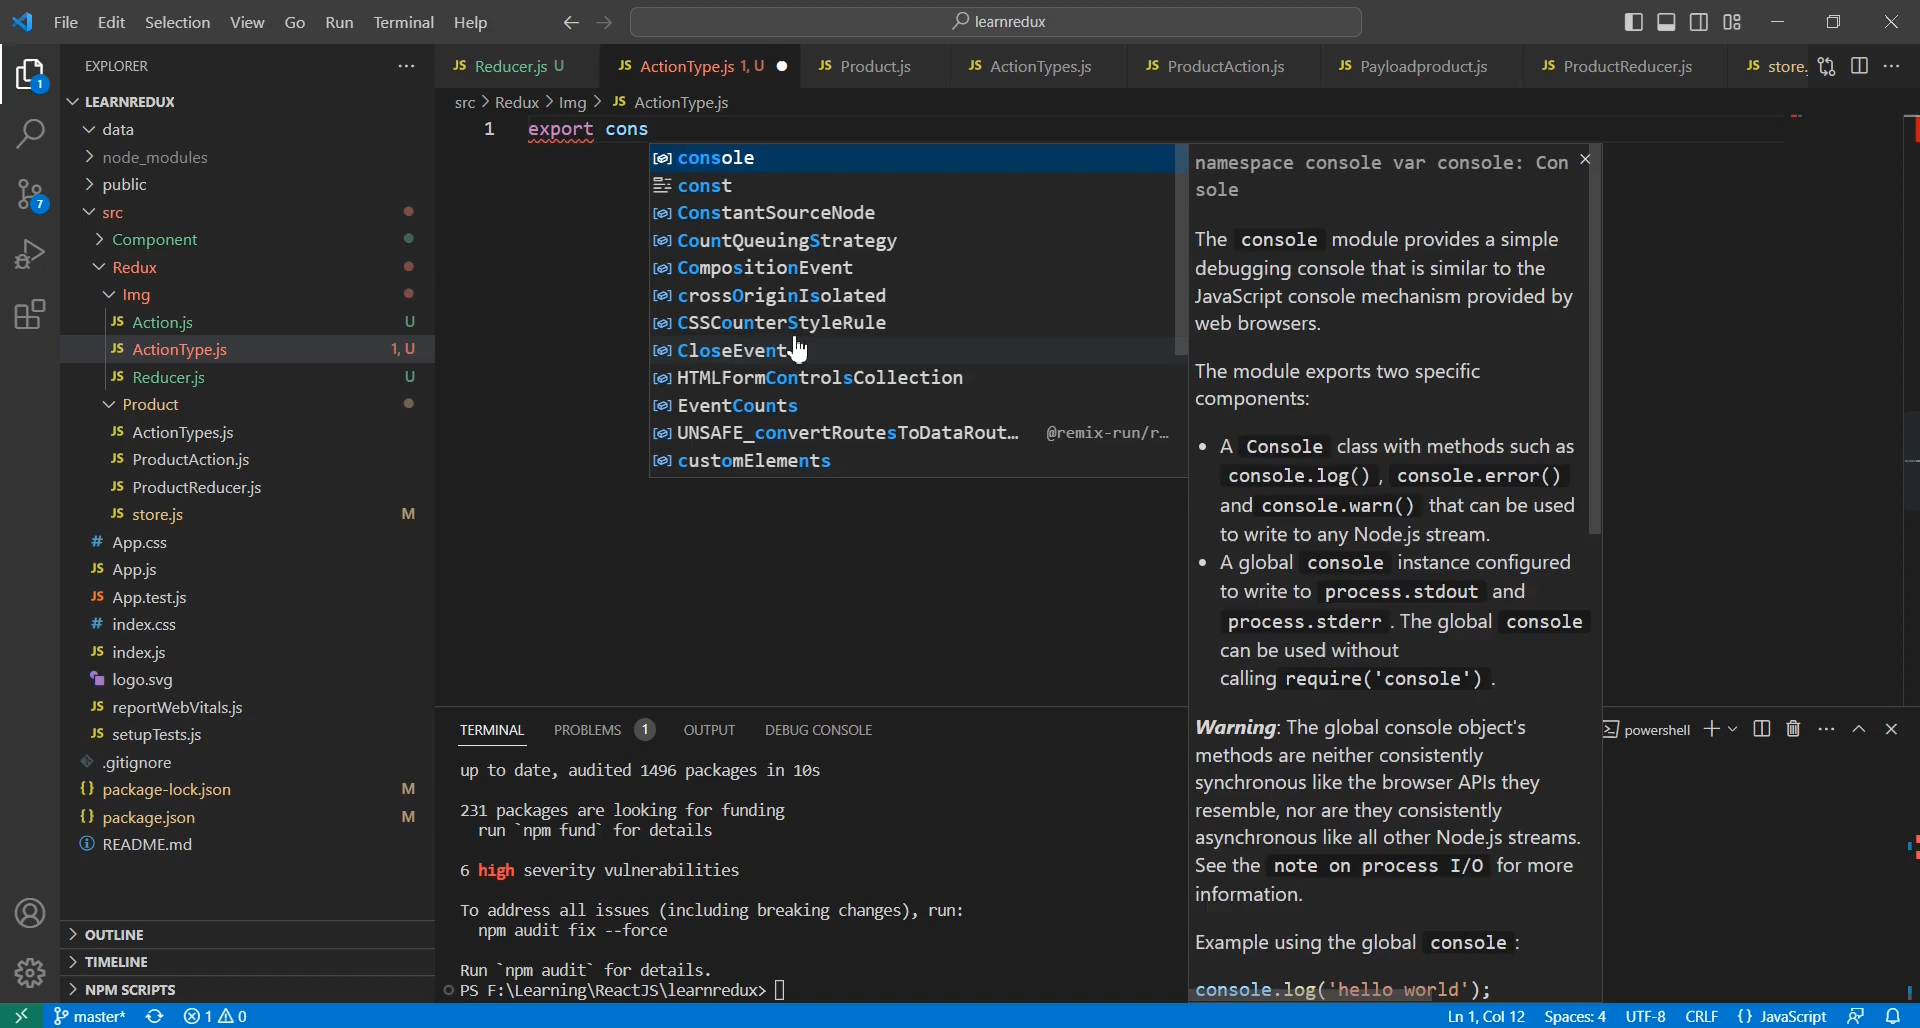 File Edit Selection View Go Run Terminal Help
learnredux
EXPLORER
LEARNREDUX
data
node_modules
public
src
Component
Redux
Img
Action.js U
ActionType.js 1, U
Reducer.js U
Product
ActionTypes.js
ProductAction.js
ProductReducer.js
store.js M
App.css
App.js
App.test.js
index.css
index.js
logo.svg
reportWebVitals.js
setupTests.js
.gitignore
package-lock.json M
package.json M
README.md
OUTLINE
TIMELINE
NPM SCRIPTS
1
7
JS Reducer.js U JS ActionType.js 1, U JS Product.js JS ActionTypes.js JS ProductAction.js JS Payloadproduct.js JS ProductReducer.js JS store.
src > Redux > Img > JS ActionType.js
1 export cons
console
const
ConstantSourceNode
CountQueuingStrategy
CompositionEvent
crossOriginIsolated
CSSCounterStyleRule
CloseEvent
HTMLFormControlsCollection
EventCounts
UNSAFE_convertRoutesToDataRout… @remix-run/r…
customElements
namespace console var console: Con
sole
The console module provides a simple
debugging console that is similar to the
JavaScript console mechanism provided by
web browsers.
The module exports two specific
components:
• A Console class with methods such as
console.log() , console.error()
and console.warn() that can be used
to write to any Node.js stream.
• A global console instance configured
to write to process.stdout and
process.stderr . The global console
can be used without
calling require('console') .
Warning: The global console object's
methods are neither consistently
synchronous like the browser APIs they
resemble, nor are they consistently
asynchronous like all other Node.js streams.
See the note on process I/O for more
information.
Example using the global console :
console.log('hello world');
TERMINAL PROBLEMS 1 OUTPUT DEBUG CONSOLE
powershell
up to date, audited 1496 packages in 10s
231 packages are looking for funding
run `npm fund` for details
6 high severity vulnerabilities
To address all issues (including breaking changes), run:
npm audit fix --force
Run `npm audit` for details.
PS F:\Learning\ReactJS\learnredux>
master* 1 0 Ln 1, Col 12 Spaces: 4 UTF-8 CRLF {} JavaScript